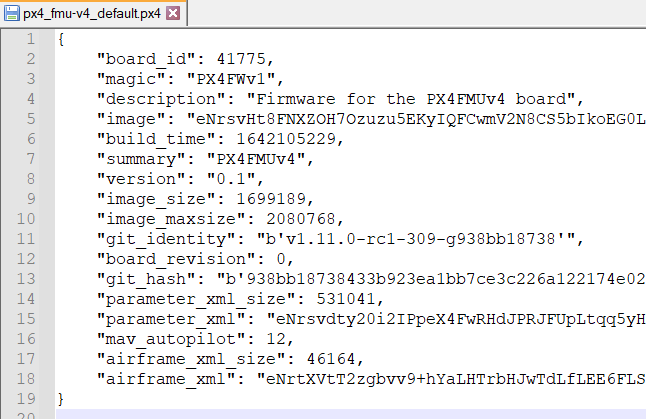 px4_fmu-v4_default.px4
1 {
2 "board_id": 41775,
3 "magic": "PX4FWv1",
4 "description": "Firmware for the PX4FMUv4 board",
5 "image": "eNrsvHt8FNXZOH7Ozuzu5EKyIQFCwmV2N8CS5bIkoEG0L
6 "build_time": 1642105229,
7 "summary": "PX4FMUv4",
8 "version": "0.1",
9 "image_size": 1699189,
10 "image_maxsize": 2080768,
11 "git_identity": "b'v1.11.0-rc1-309-g938bb18738'",
12 "board_revision": 0,
13 "git_hash": "b'938bb18738433b923ea1bb7ce3c226a122174e02
14 "parameter_xml_size": 531041,
15 "parameter_xml": "eNrsvdty20i2IPpeX4FwRHdJPRJFUpLtqq5yH
16 "mav_autopilot": 12,
17 "airframe_xml_size": 46164,
18 "airframe_xml": "eNrtXVtT2zgbvv9+hYaLHTrbHJwTdLfLEE6FLS
19 }
20